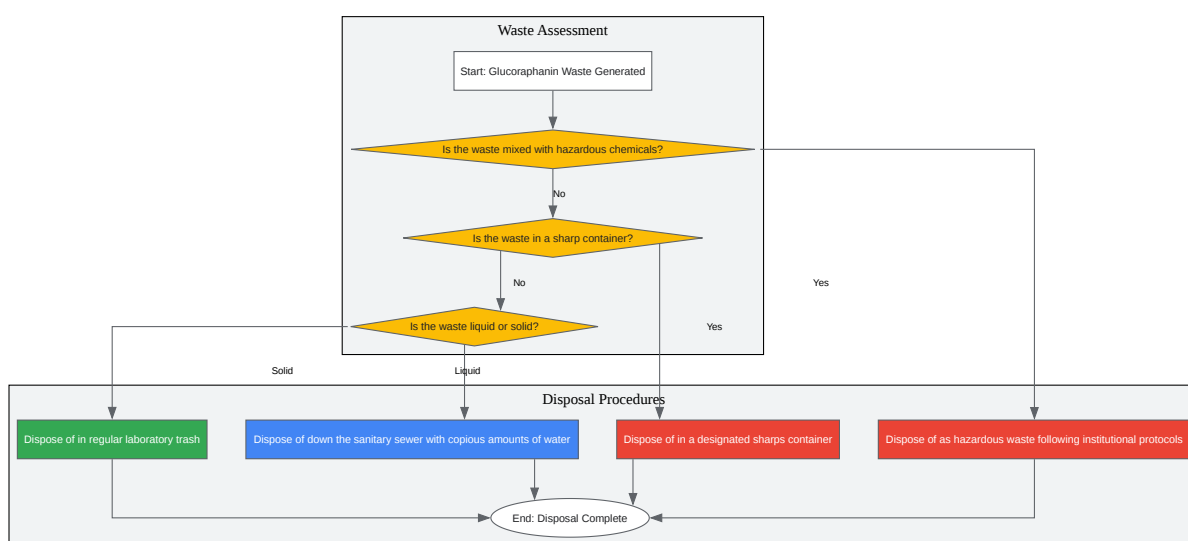 Waste Assessment
Start: Glucoraphanin Waste Generated
Is the waste mixed with hazardous chemicals?
No
Is the waste in a sharp container?
No
Yes
Is the waste liquid or solid?
Yes
Solid
Liquid
Disposal Procedures
Dispose of in regular laboratory trash
Dispose of down the sanitary sewer with copious amounts of water
Dispose of in a designated sharps container
Dispose of as hazardous waste following institutional protocols
End: Disposal Complete